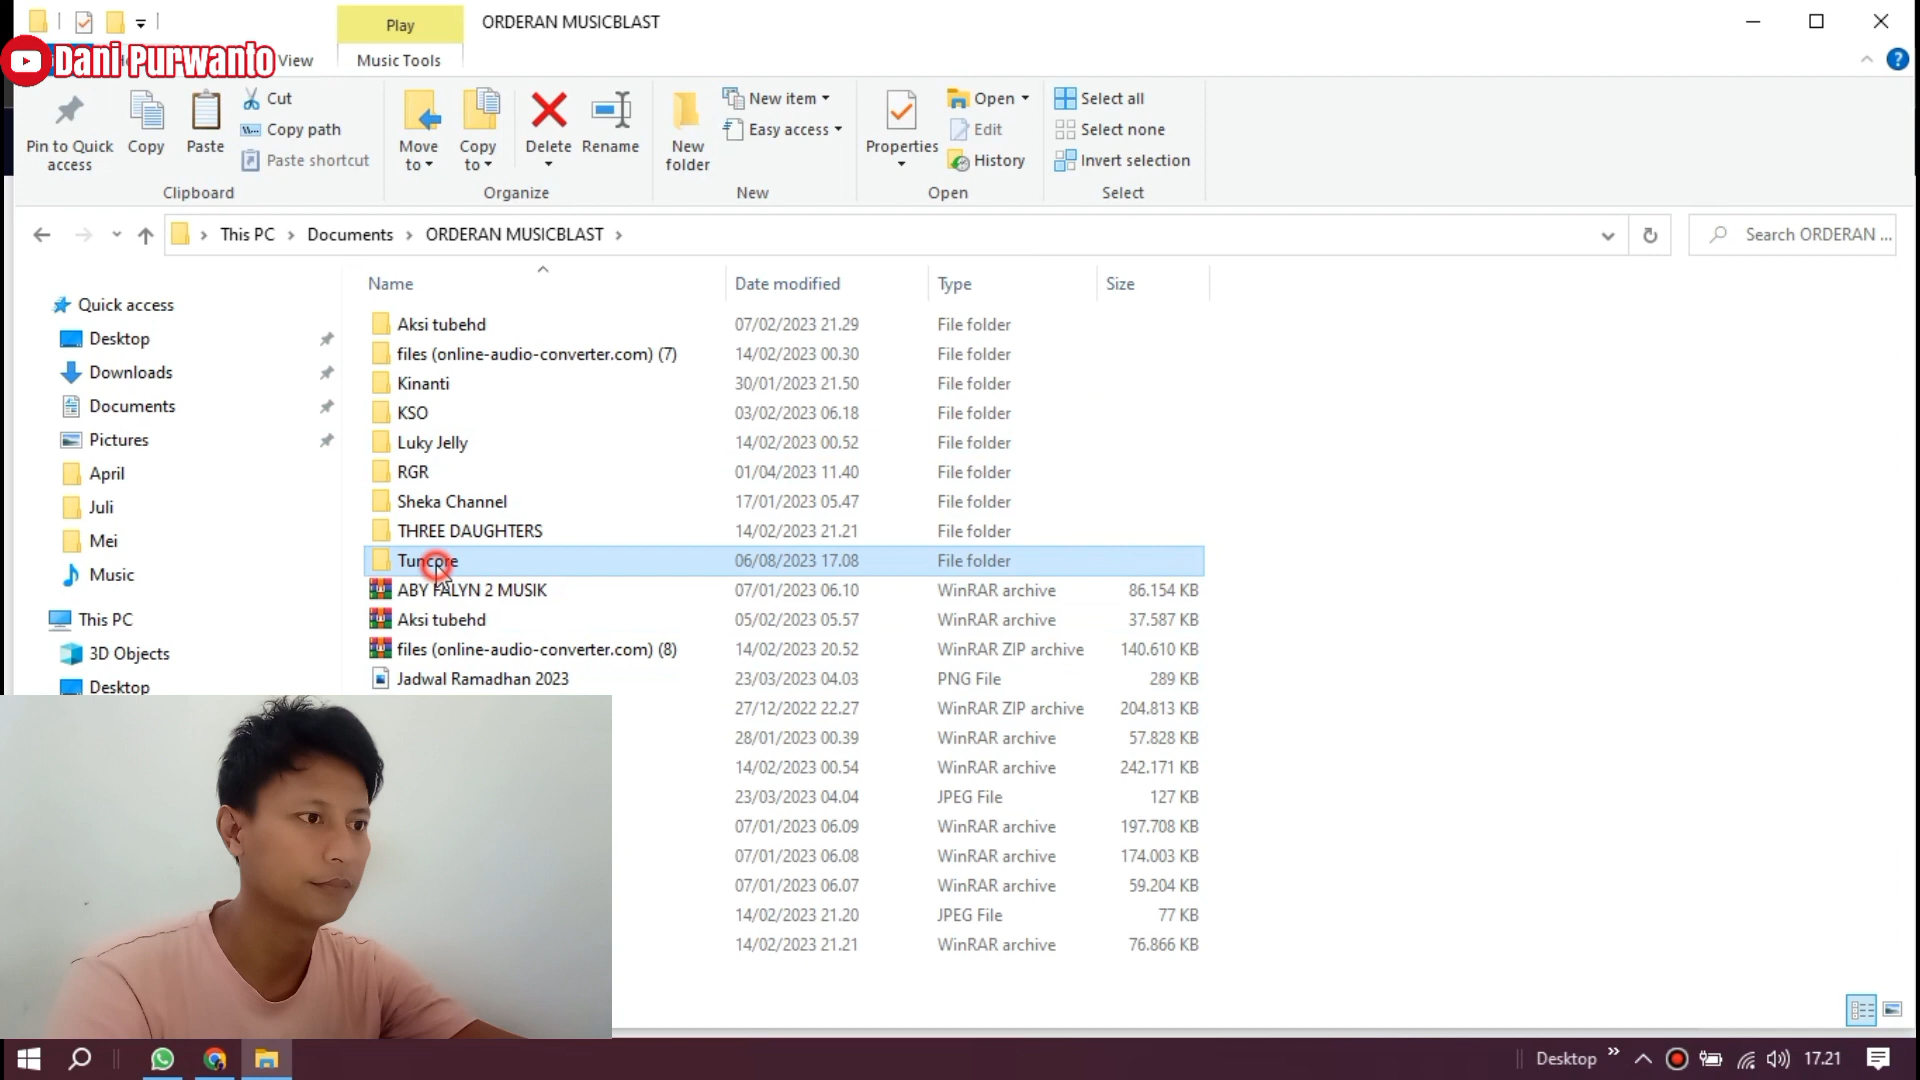 Play
ORDERAN MUSICBLAST
Dani Purwanto
View
Music Tools
Pin to Quick access
Copy
Paste
Cut
Copy path
Paste shortcut
Clipboard
Move to
Copy to
Delete
Rename
Organize
New folder
New item
Easy access
New
Properties
Open
Edit
History
Open
Select all
Select none
Invert selection
Select
This PC > Documents > ORDERAN MUSICBLAST >
Search ORDERAN ...
Quick access
Desktop
Downloads
Documents
Pictures
April
Juli
Mei
Music
This PC
3D Objects
Desktop
Name Date modified Type Size
Aksi tubehd 07/02/2023 21.29 File folder
files (online-audio-converter.com) (7) 14/02/2023 00.30 File folder
Kinanti 30/01/2023 21.50 File folder
KSO 03/02/2023 06.18 File folder
Luky Jelly 14/02/2023 00.52 File folder
RGR 01/04/2023 11.40 File folder
Sheka Channel 17/01/2023 05.47 File folder
THREE DAUGHTERS 14/02/2023 21.21 File folder
Tuncore 06/08/2023 17.08 File folder
ABY FALYN 2 MUSIK 07/01/2023 06.10 WinRAR archive 86.154 KB
Aksi tubehd 05/02/2023 05.57 WinRAR archive 37.587 KB
files (online-audio-converter.com) (8) 14/02/2023 20.52 WinRAR ZIP archive 140.610 KB
Jadwal Ramadhan 2023 23/03/2023 04.03 PNG File 289 KB
27/12/2022 22.27 WinRAR ZIP archive 204.813 KB
28/01/2023 00.39 WinRAR archive 57.828 KB
14/02/2023 00.54 WinRAR archive 242.171 KB
23/03/2023 04.04 JPEG File 127 KB
07/01/2023 06.09 WinRAR archive 197.708 KB
07/01/2023 06.08 WinRAR archive 174.003 KB
07/01/2023 06.07 WinRAR archive 59.204 KB
14/02/2023 21.20 JPEG File 77 KB
14/02/2023 21.21 WinRAR archive 76.866 KB
Desktop
17.21